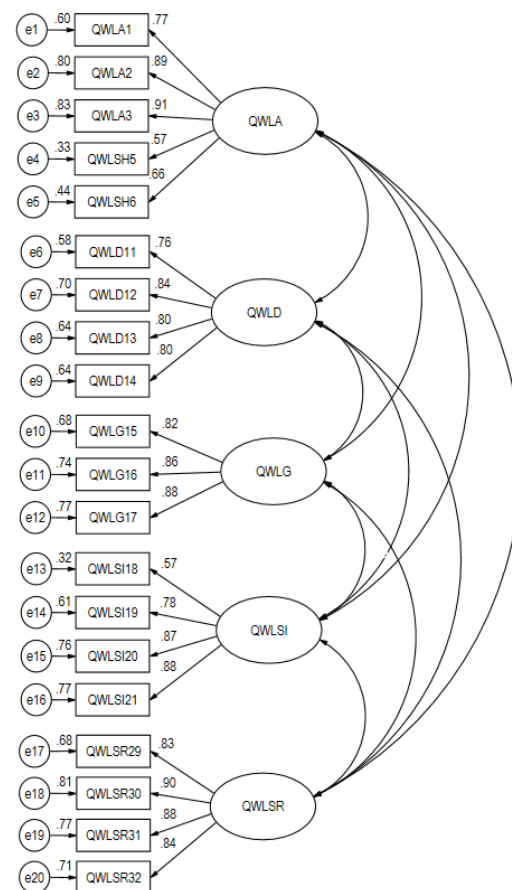 e1 .60 QWLA1 .77
e2 .80 QWLA2 .89
e3 .83 QWLA3 .91
QWLA
e4 .33 QWLSH5 .57
e5 .44 QWLSH6 .66
e6 .58 QWLD11 .76
e7 .70 QWLD12 .84
QWLD
e8 .64 QWLD13 .80
e9 .64 QWLD14 .80
e10 .68 QWLG15 .82
e11 .74 QWLG16 .86
QWLG
e12 .77 QWLG17 .88
e13 .32 QWLSI18 .57
e14 .61 QWLSI19 .78
QWLSI
e15 .76 QWLSI20 .87
e16 .77 QWLSI21 .88
e17 .68 QWLSR29 .83
e18 .81 QWLSR30 .90
QWLSR
e19 .77 QWLSR31 .88
e20 .71 QWLSR32 .84